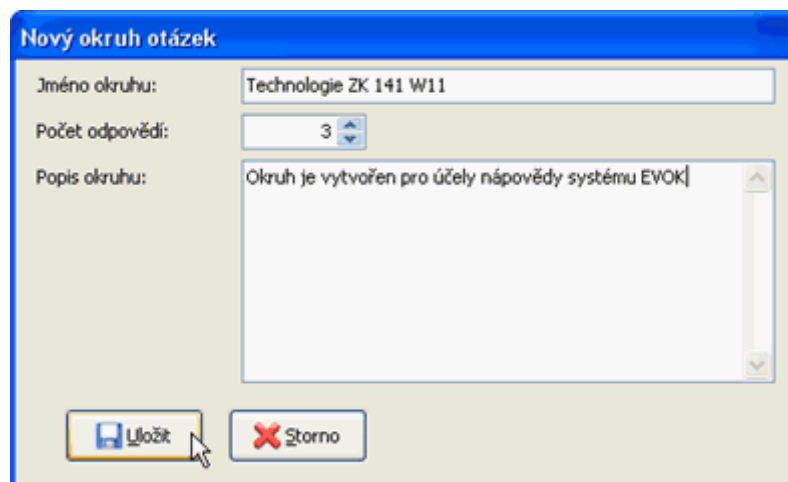 Nový okruh otázek
Jméno okruhu: Technologie ZK 141 W11
Počet odpovědí: 3
Popis okruhu: Okruh je vytvořen pro účely nápovědy systému EVOK
Uložit Storno